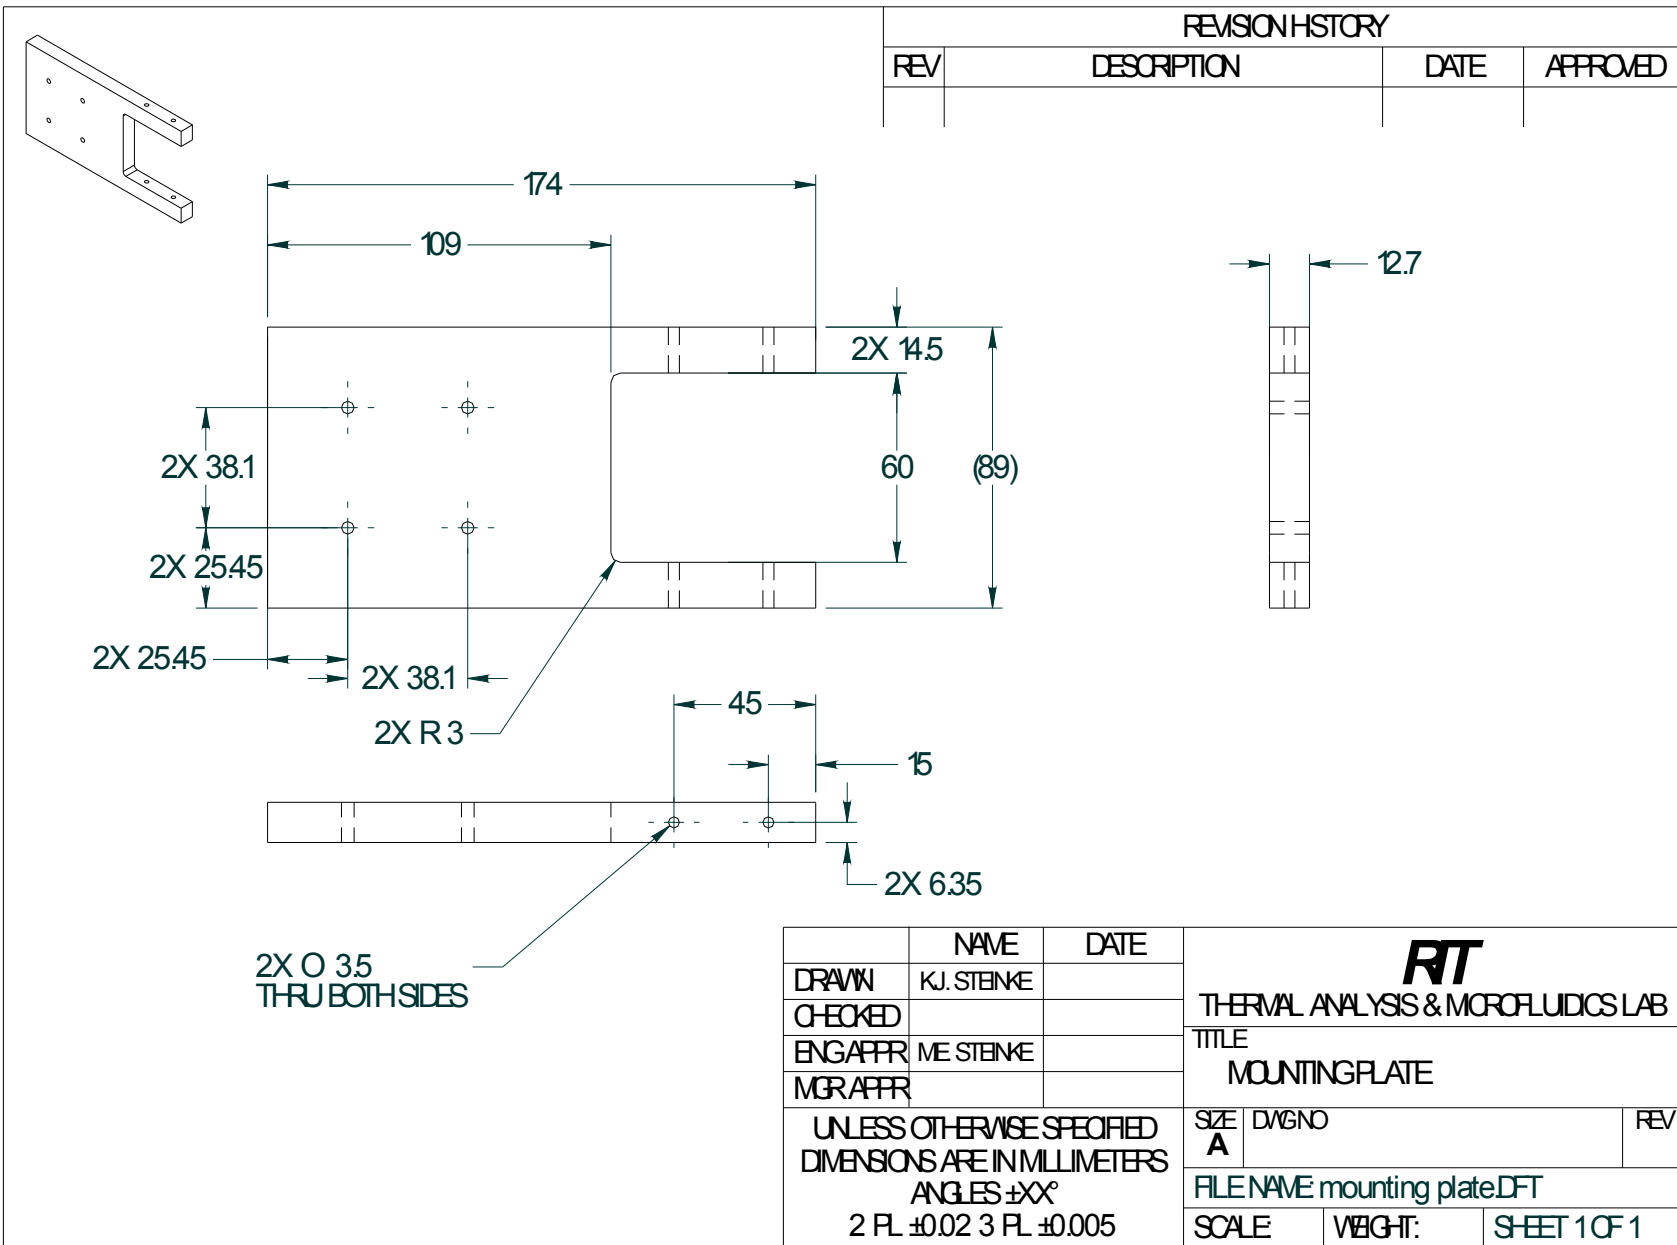 REVISION HISTORY
REV DESCRIPTION DATE APPROVED
174
109
12.7
2X 14.5
2X 38.1
60
(89)
2X 25.45
2X 25.45
2X 38.1
2X R 3
45
15
2X 6.35
2X O 3.5
THRU BOTH SIDES
NAME DATE
DRAWN K.J. STEINKE
CHECKED
ENG APPR M.E. STEINKE
MGR APPR
UNLESS OTHERWISE SPECIFIED
DIMENSIONS ARE IN MILLIMETERS
ANGLES ±XX°
2 PL ±0.02 3 PL ±0.005
RIT
THERMAL ANALYSIS & MICROFLUIDICS LAB
TITLE
MOUNTING PLATE
SIZE DWG NO REV
A
FILE NAME: mounting plate.DFT
SCALE: WEIGHT: SHEET 1 OF 1